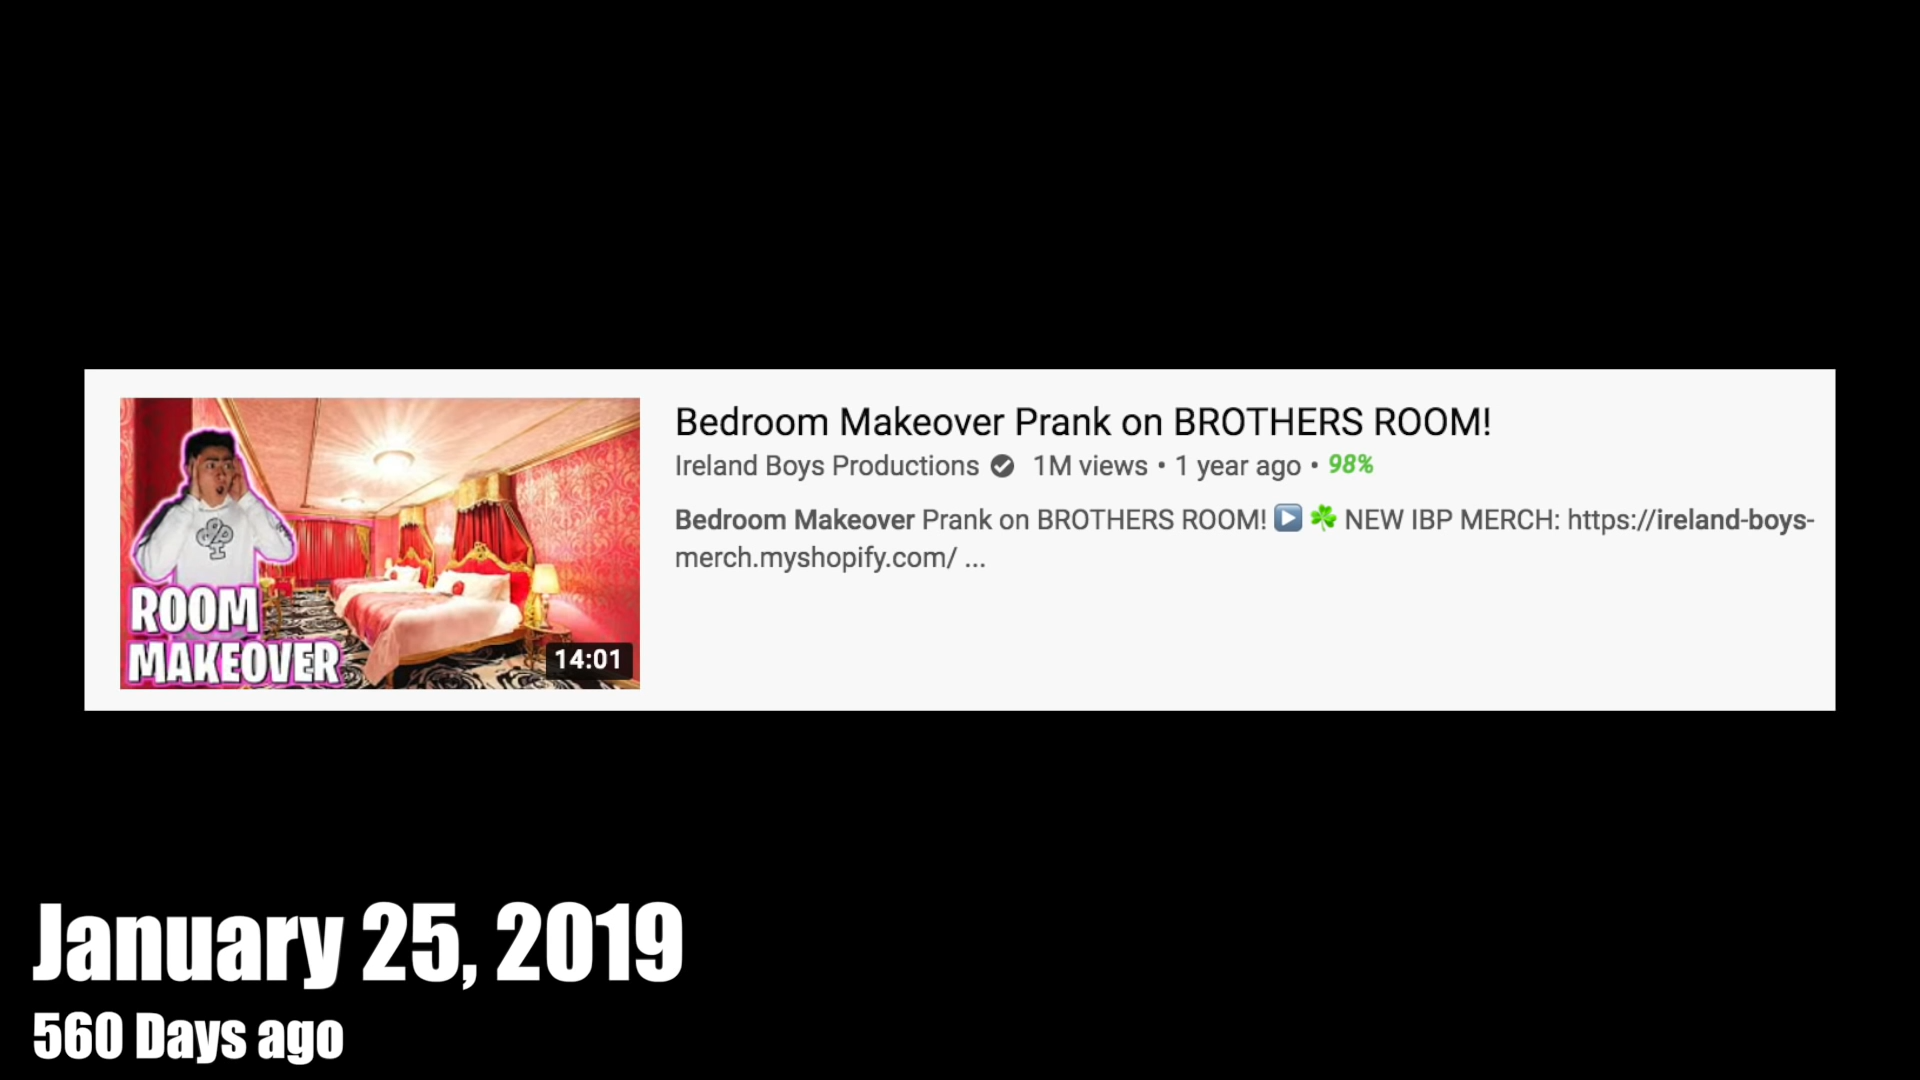 Bedroom Makeover Prank on BROTHERS ROOM!
Ireland Boys Productions 1M views • 1 year ago • 98%
Bedroom Makeover Prank on BROTHERS ROOM! ▶️ ☘️ NEW IBP MERCH: https://ireland-boys-
merch.myshopify.com/ ...
ROOM
MAKEOVER
14:01
January 25, 2019
560 Days ago